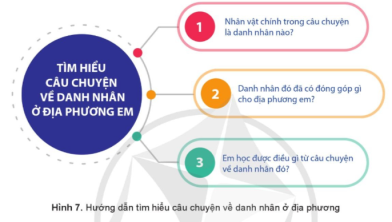 TÌM HIỂU
CÂU CHUYỆN
VỀ DANH NHÂN
Ở ĐỊA PHƯƠNG EM
1
Nhân vật chính trong câu chuyện
là danh nhân nào?
2
Danh nhân đó đã có đóng góp gì
cho địa phương em?
3
Em học được điều gì từ câu chuyện
về danh nhân đó?
Hình 7. Hướng dẫn tìm hiểu câu chuyện về danh nhân ở địa phương